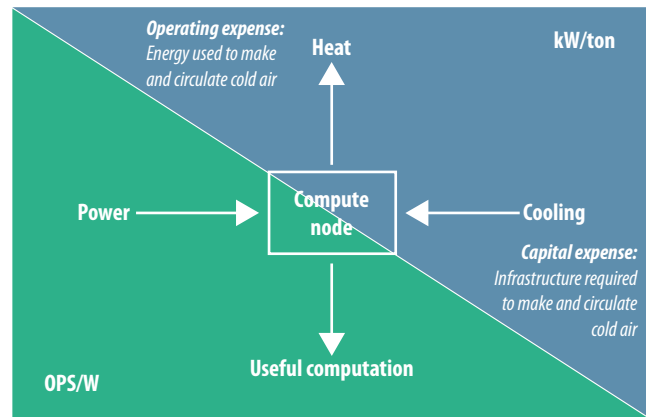 Operating expense:
Energy used to make
and circulate cold air
Heat
kW/ton
Power
Compute
node
Cooling
Capital expense:
Infrastructure required
to make and circulate
cold air
Useful computation
OPS/W